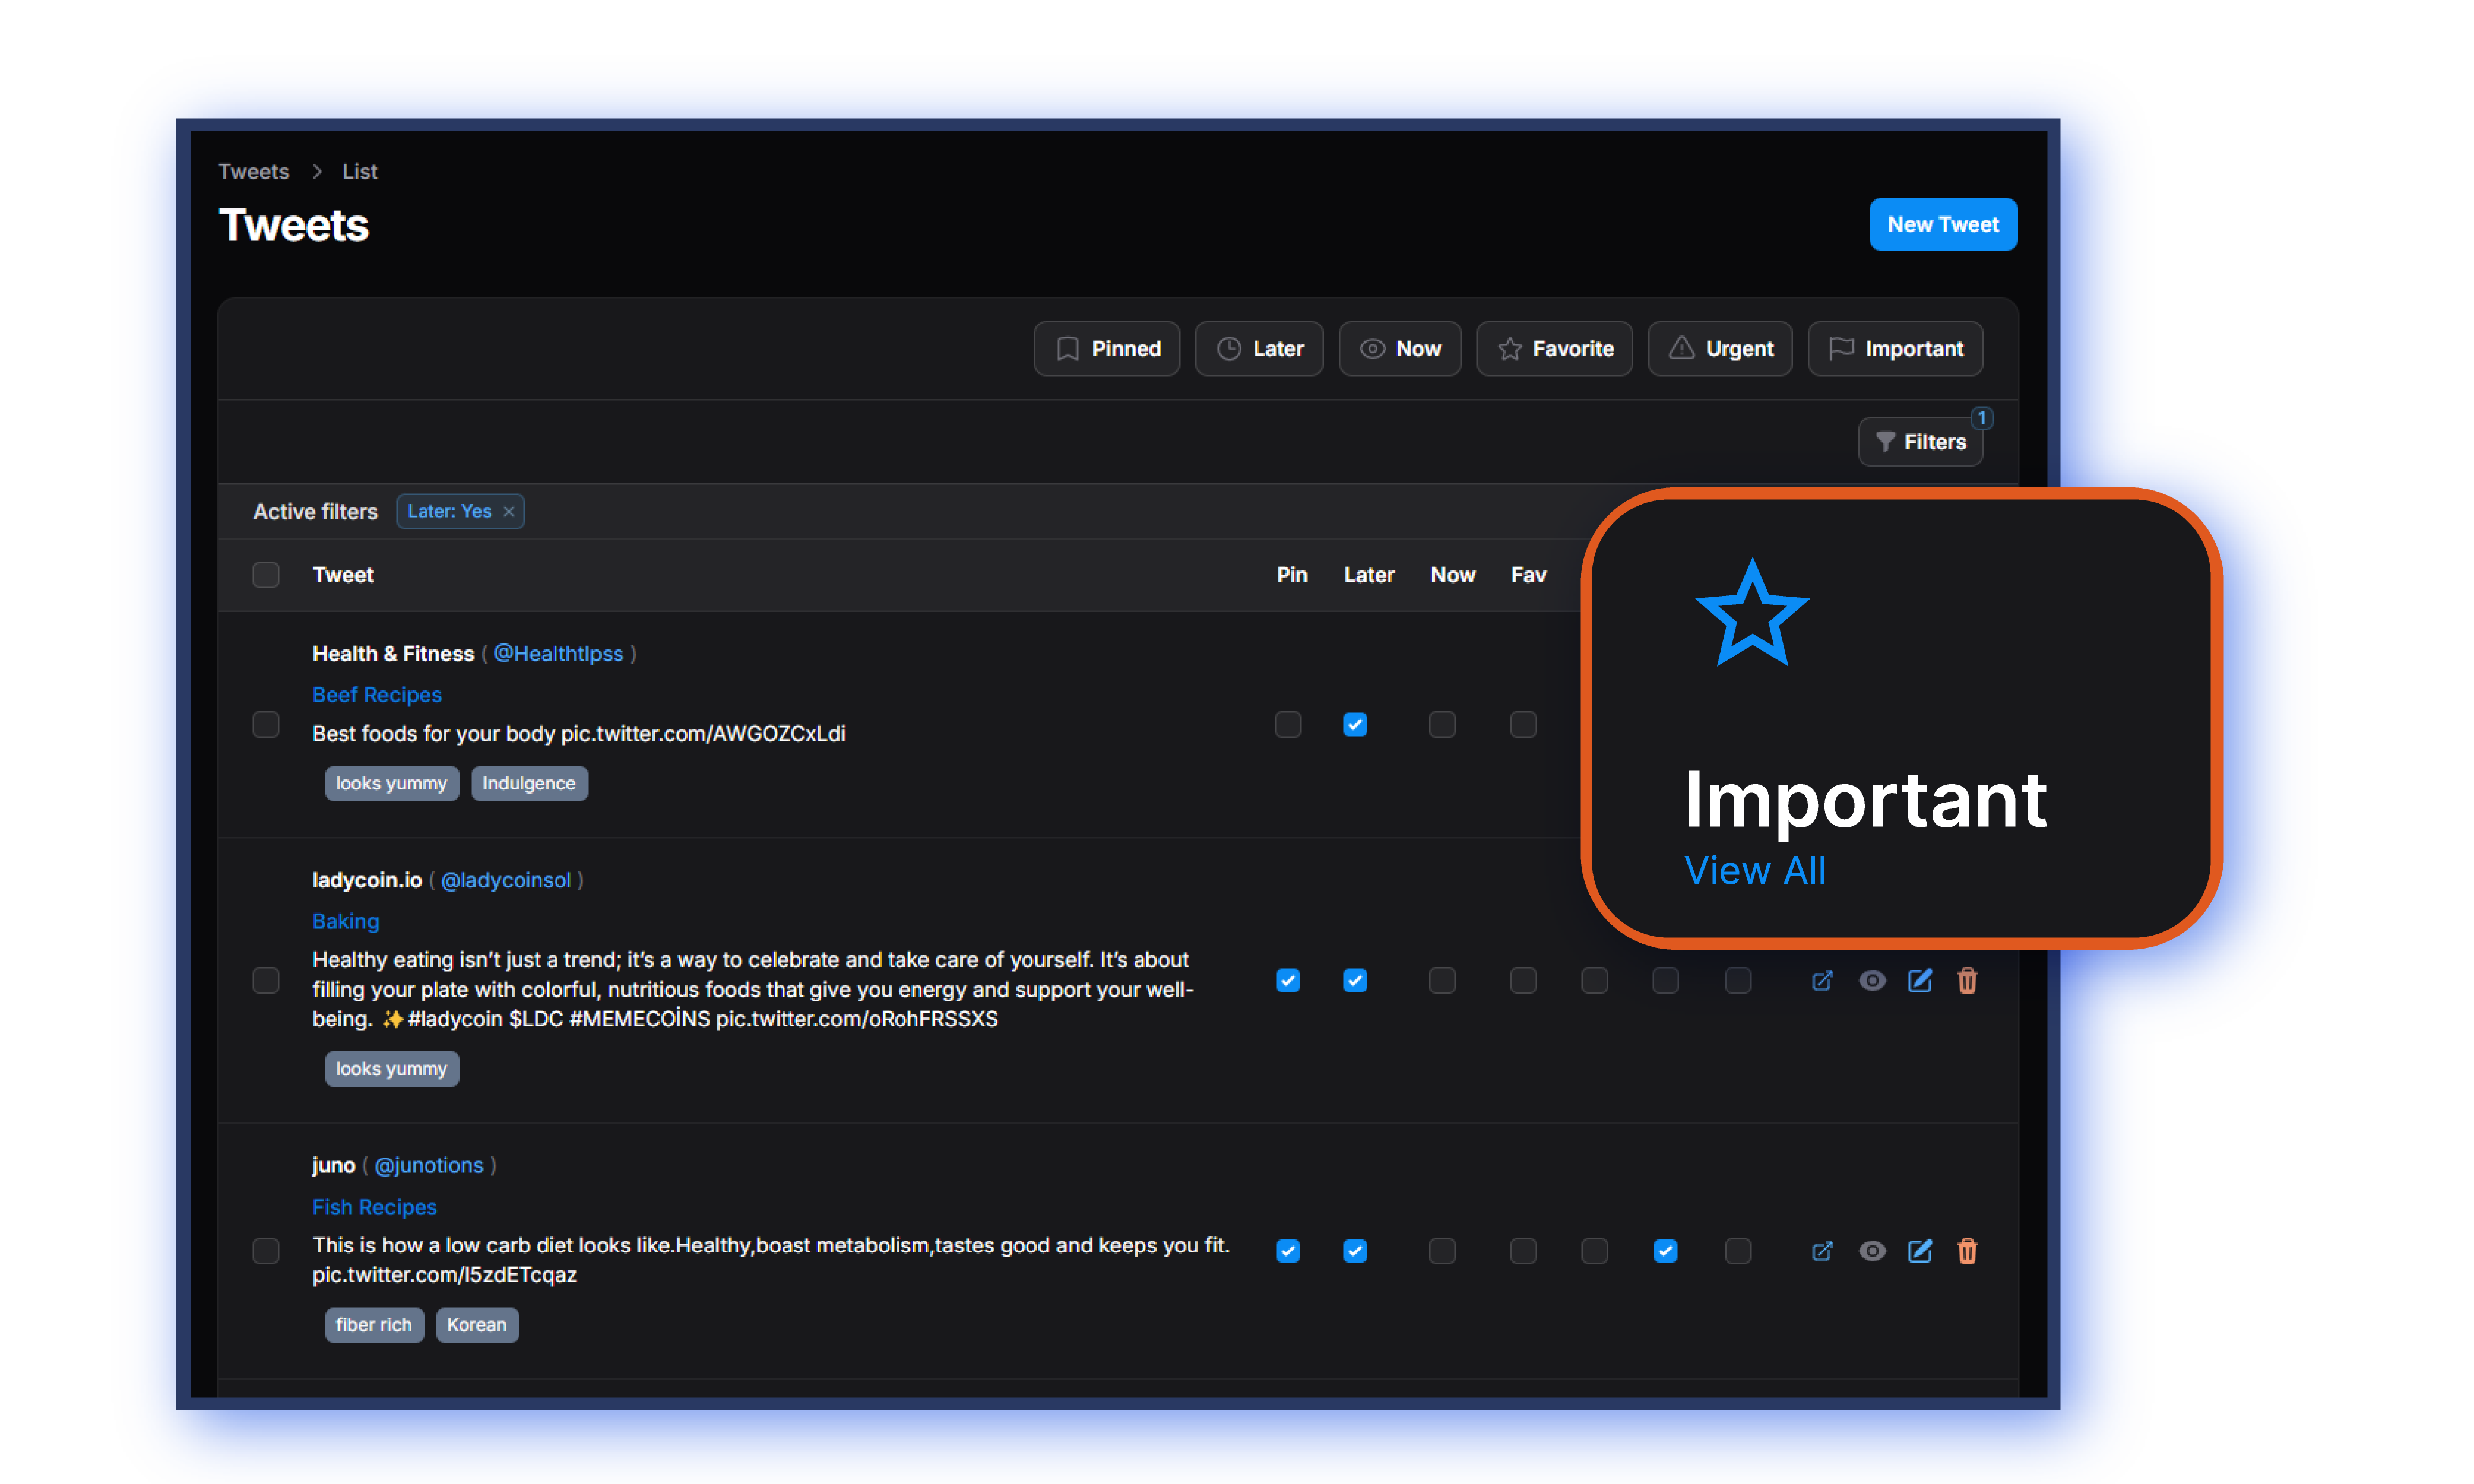 Tweets > List
Tweets
New Tweet
Pinned Later Now Favorite Urgent Important
1
Filters
Active filters Later: Yes ×
Tweet Pin Later Now Fav
Health & Fitness ( @Healthtlpss )
Beef Recipes
Best foods for your body pic.twitter.com/AWGOZCxLdi
looks yummy Indulgence
Important
View All
ladycoin.io ( @ladycoinsol )
Baking
Healthy eating isn’t just a trend; it’s a way to celebrate and take care of yourself. It’s about
filling your plate with colorful, nutritious foods that give you energy and support your well-
being. ✨ #ladycoin $LDC #MEMECOİNS pic.twitter.com/oRohFRSSXS
looks yummy
juno ( @junotions )
Fish Recipes
This is how a low carb diet looks like.Healthy,boast metabolism,tastes good and keeps you fit.
pic.twitter.com/I5zdETcqaz
fiber rich Korean